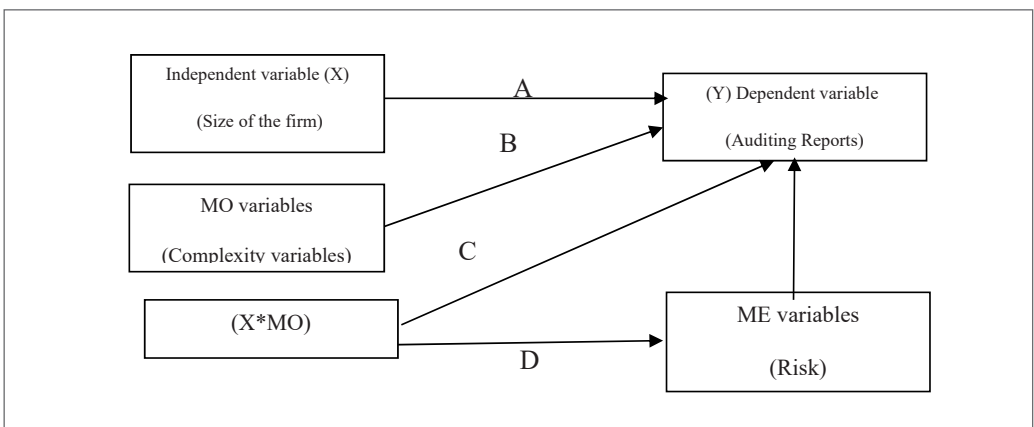 Independent variable (X)
(Size of the firm)
A
(Y) Dependent variable
(Auditing Reports)
B
MO variables
(Complexity variables)
C
(X*MO)
D
ME variables
(Risk)